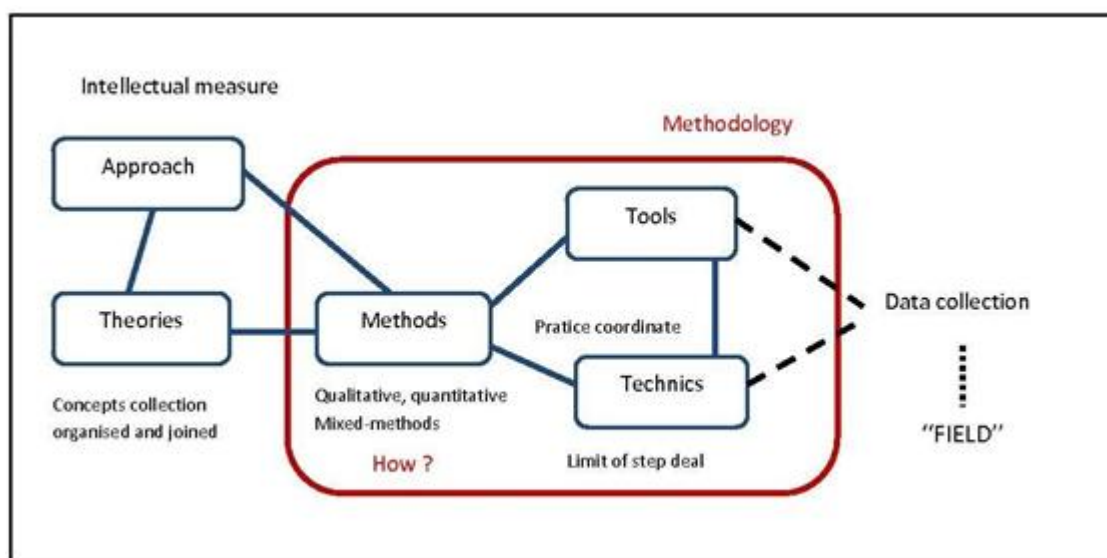 Intellectual measure
Methodology
Approach
Tools
Theories
Methods
Pratice coordinate
Data collection
Technics
Concepts collection
organised and joined
Qualitative, quantitative
Mixed-methods
How ?
Limit of step deal
"FIELD"